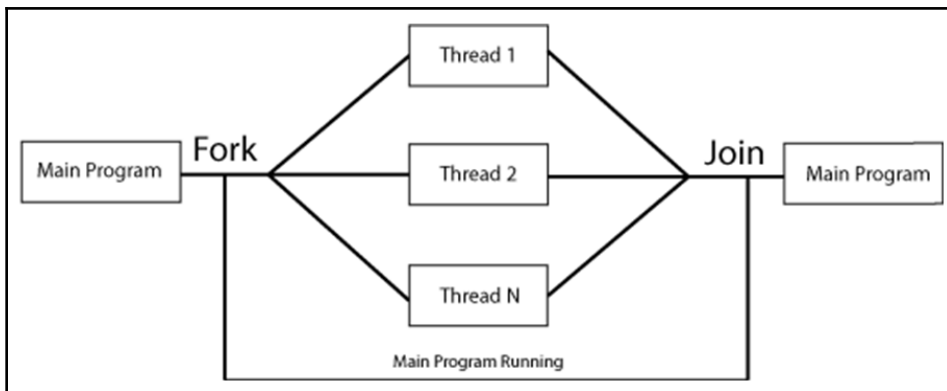 Thread 1
Fork
Join
Main Program
Thread 2
Main Program
Thread N
Main Program Running